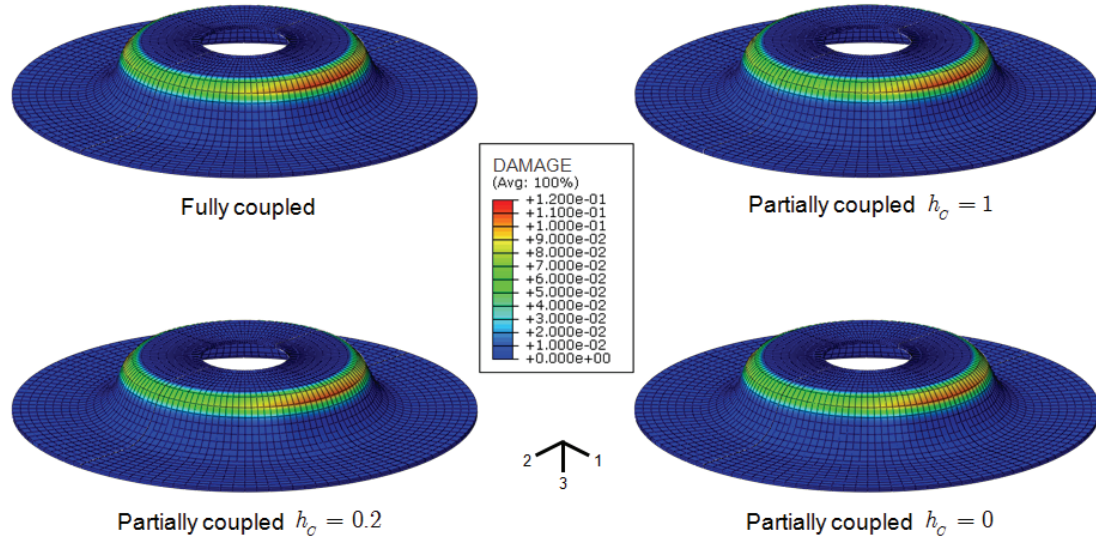 Fully coupled
Partially coupled h_c = 1
DAMAGE
(Avg: 100%)
+1.200e-01
+1.100e-01
+1.000e-01
+9.000e-02
+8.000e-02
+7.000e-02
+6.000e-02
+5.000e-02
+4.000e-02
+3.000e-02
+2.000e-02
+1.000e-02
+0.000e+00
2
1
3
Partially coupled h_c = 0.2
Partially coupled h_c = 0